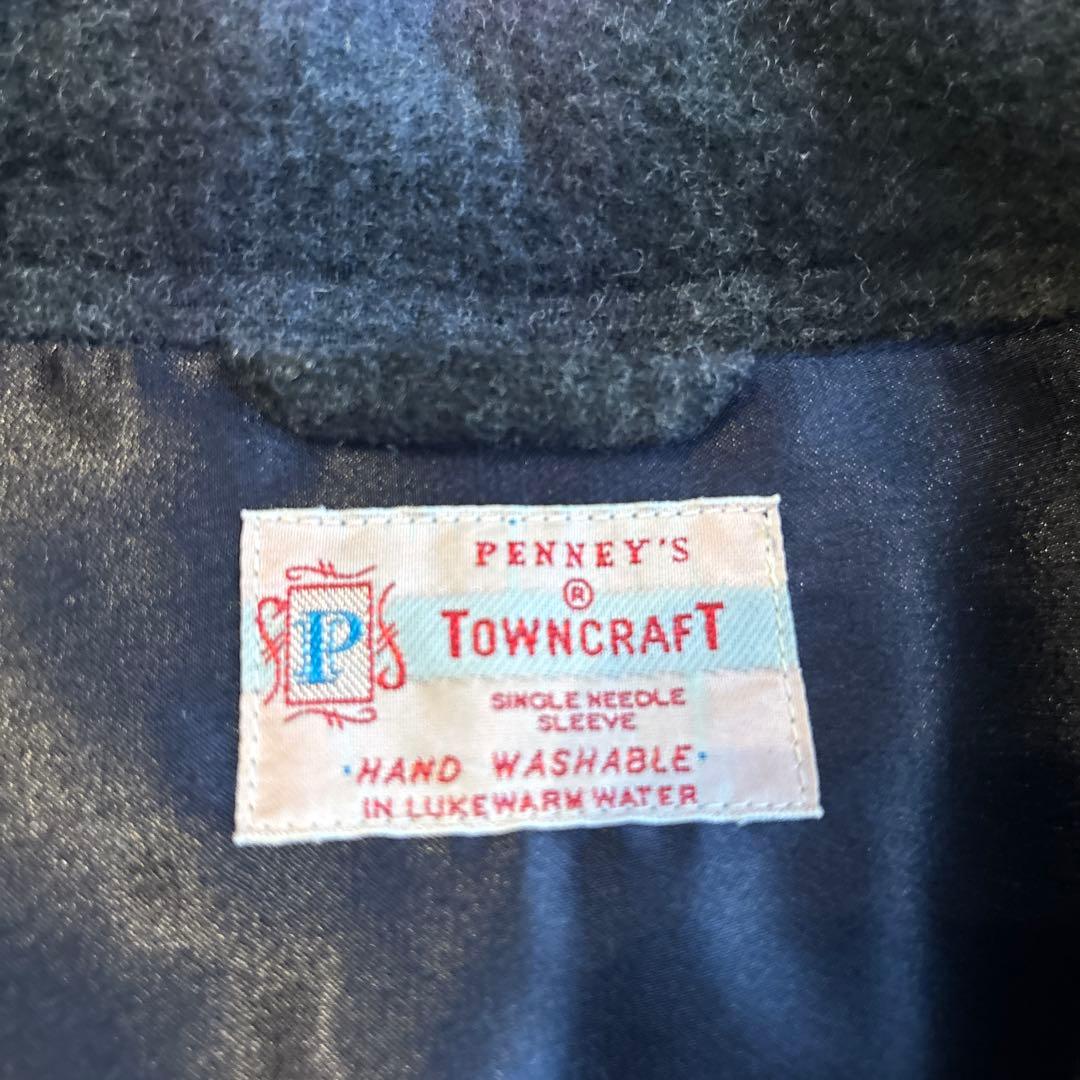 PENNEY'S
®
P TOWNCRAFT
SINGLE NEEDLE
SLEEVE
·HAND WASHABLE·
IN LUKEWARM WATER